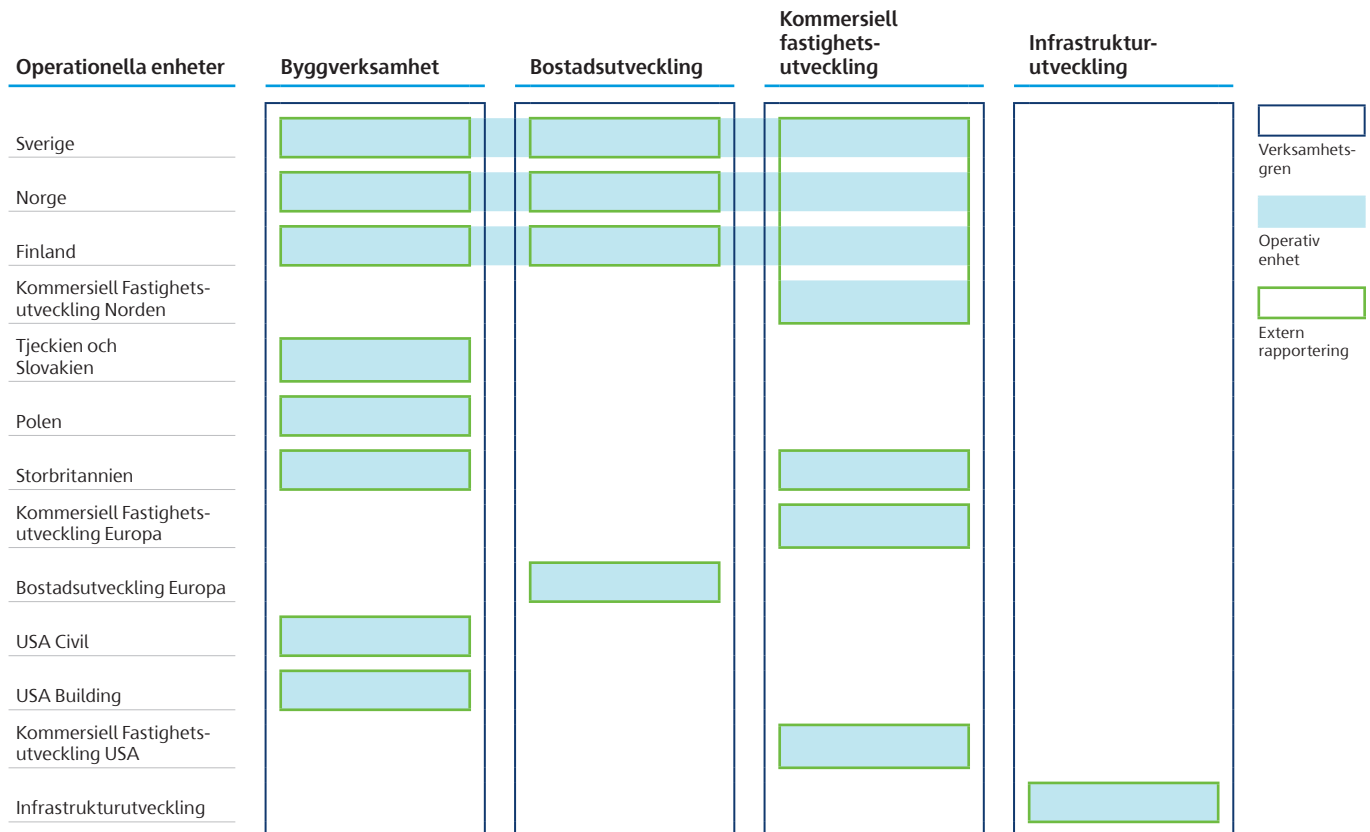 Operationella enheter
Byggverksamhet
Bostadsutveckling
Kommersiell
fastighets-
utveckling
Infrastruktur-
utveckling
Sverige
Norge
Finland
Kommersiell Fastighets-
utveckling Norden
Tjeckien och
Slovakien
Polen
Storbritannien
Kommersiell Fastighets-
utveckling Europa
Bostadsutveckling Europa
USA Civil
USA Building
Kommersiell Fastighets-
utveckling USA
Infrastrukturutveckling
Verksamhets-
gren
Operativ
enhet
Extern
rapportering